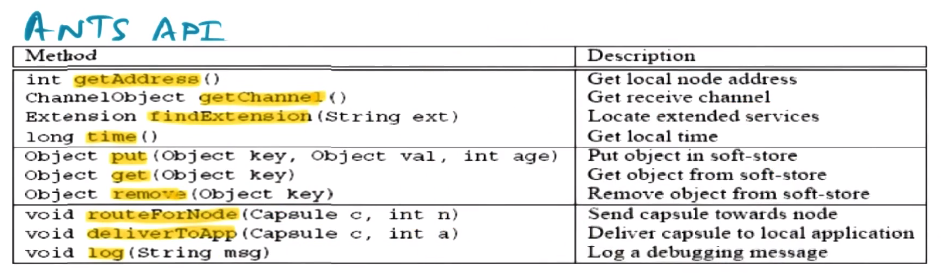 ANTS API
Method Description
int getAddress() Get local node address
ChannelObject getChannel() Get receive channel
Extension findExtension(String ext) Locate extended services
long time() Get local time
Object put(Object key, Object val, int age) Put object in soft-store
Object get(Object key) Get object from soft-store
Object remove(Object key) Remove object from soft-store
void routeForNode(Capsule c, int n) Send capsule towards node
void deliverToApp(Capsule c, int a) Deliver capsule to local application
void log(String msg) Log a debugging message